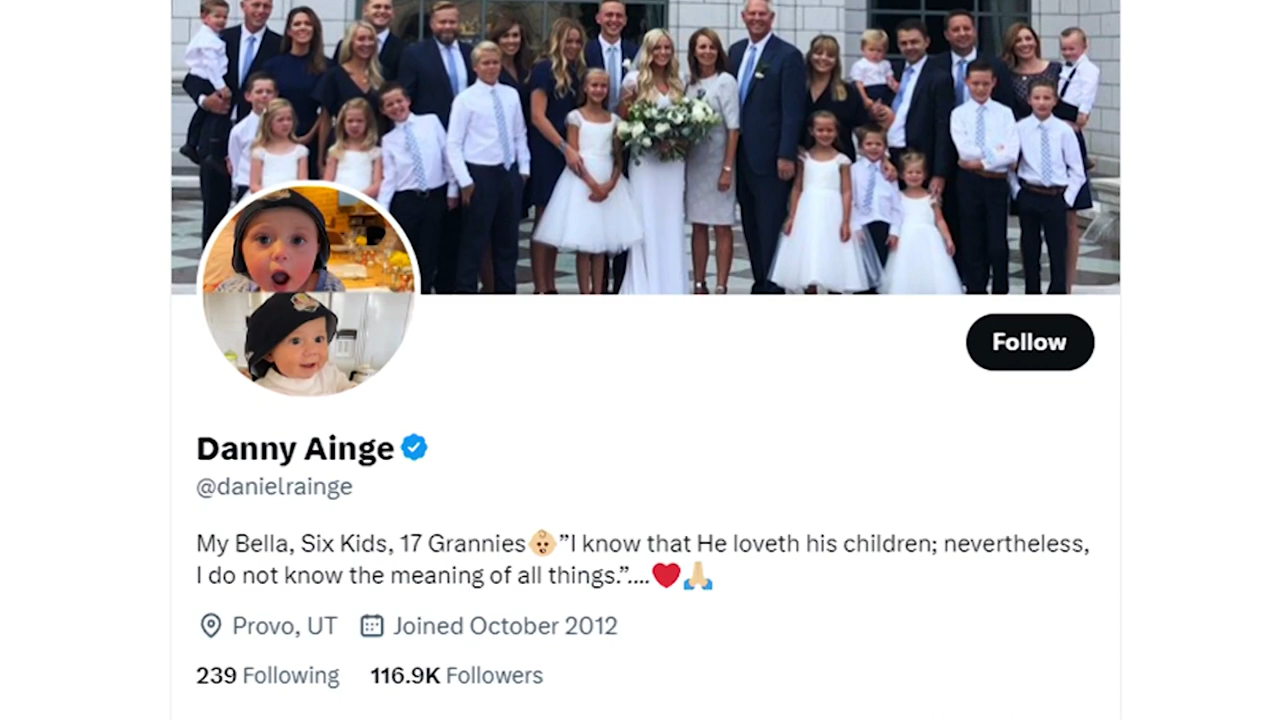 Follow
Danny Ainge
@danielrainge
My Bella, Six Kids, 17 Grannies👶🏼”I know that He loveth his children; nevertheless,
I do not know the meaning of all things.”....❤️🙏🏼
Provo, UT Joined October 2012
239 Following 116.9K Followers